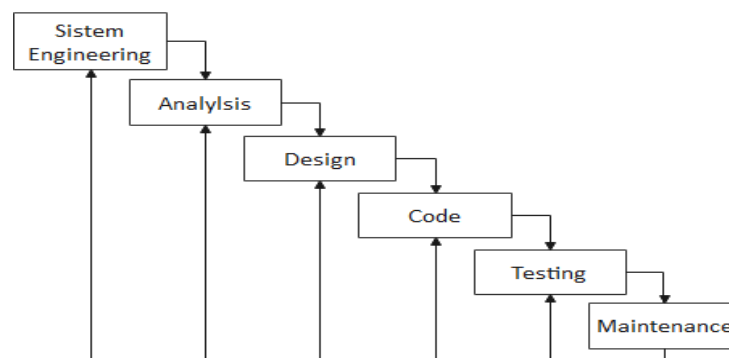 Sistem
Engineering
Analylsis
Design
Code
Testing
Maintenance